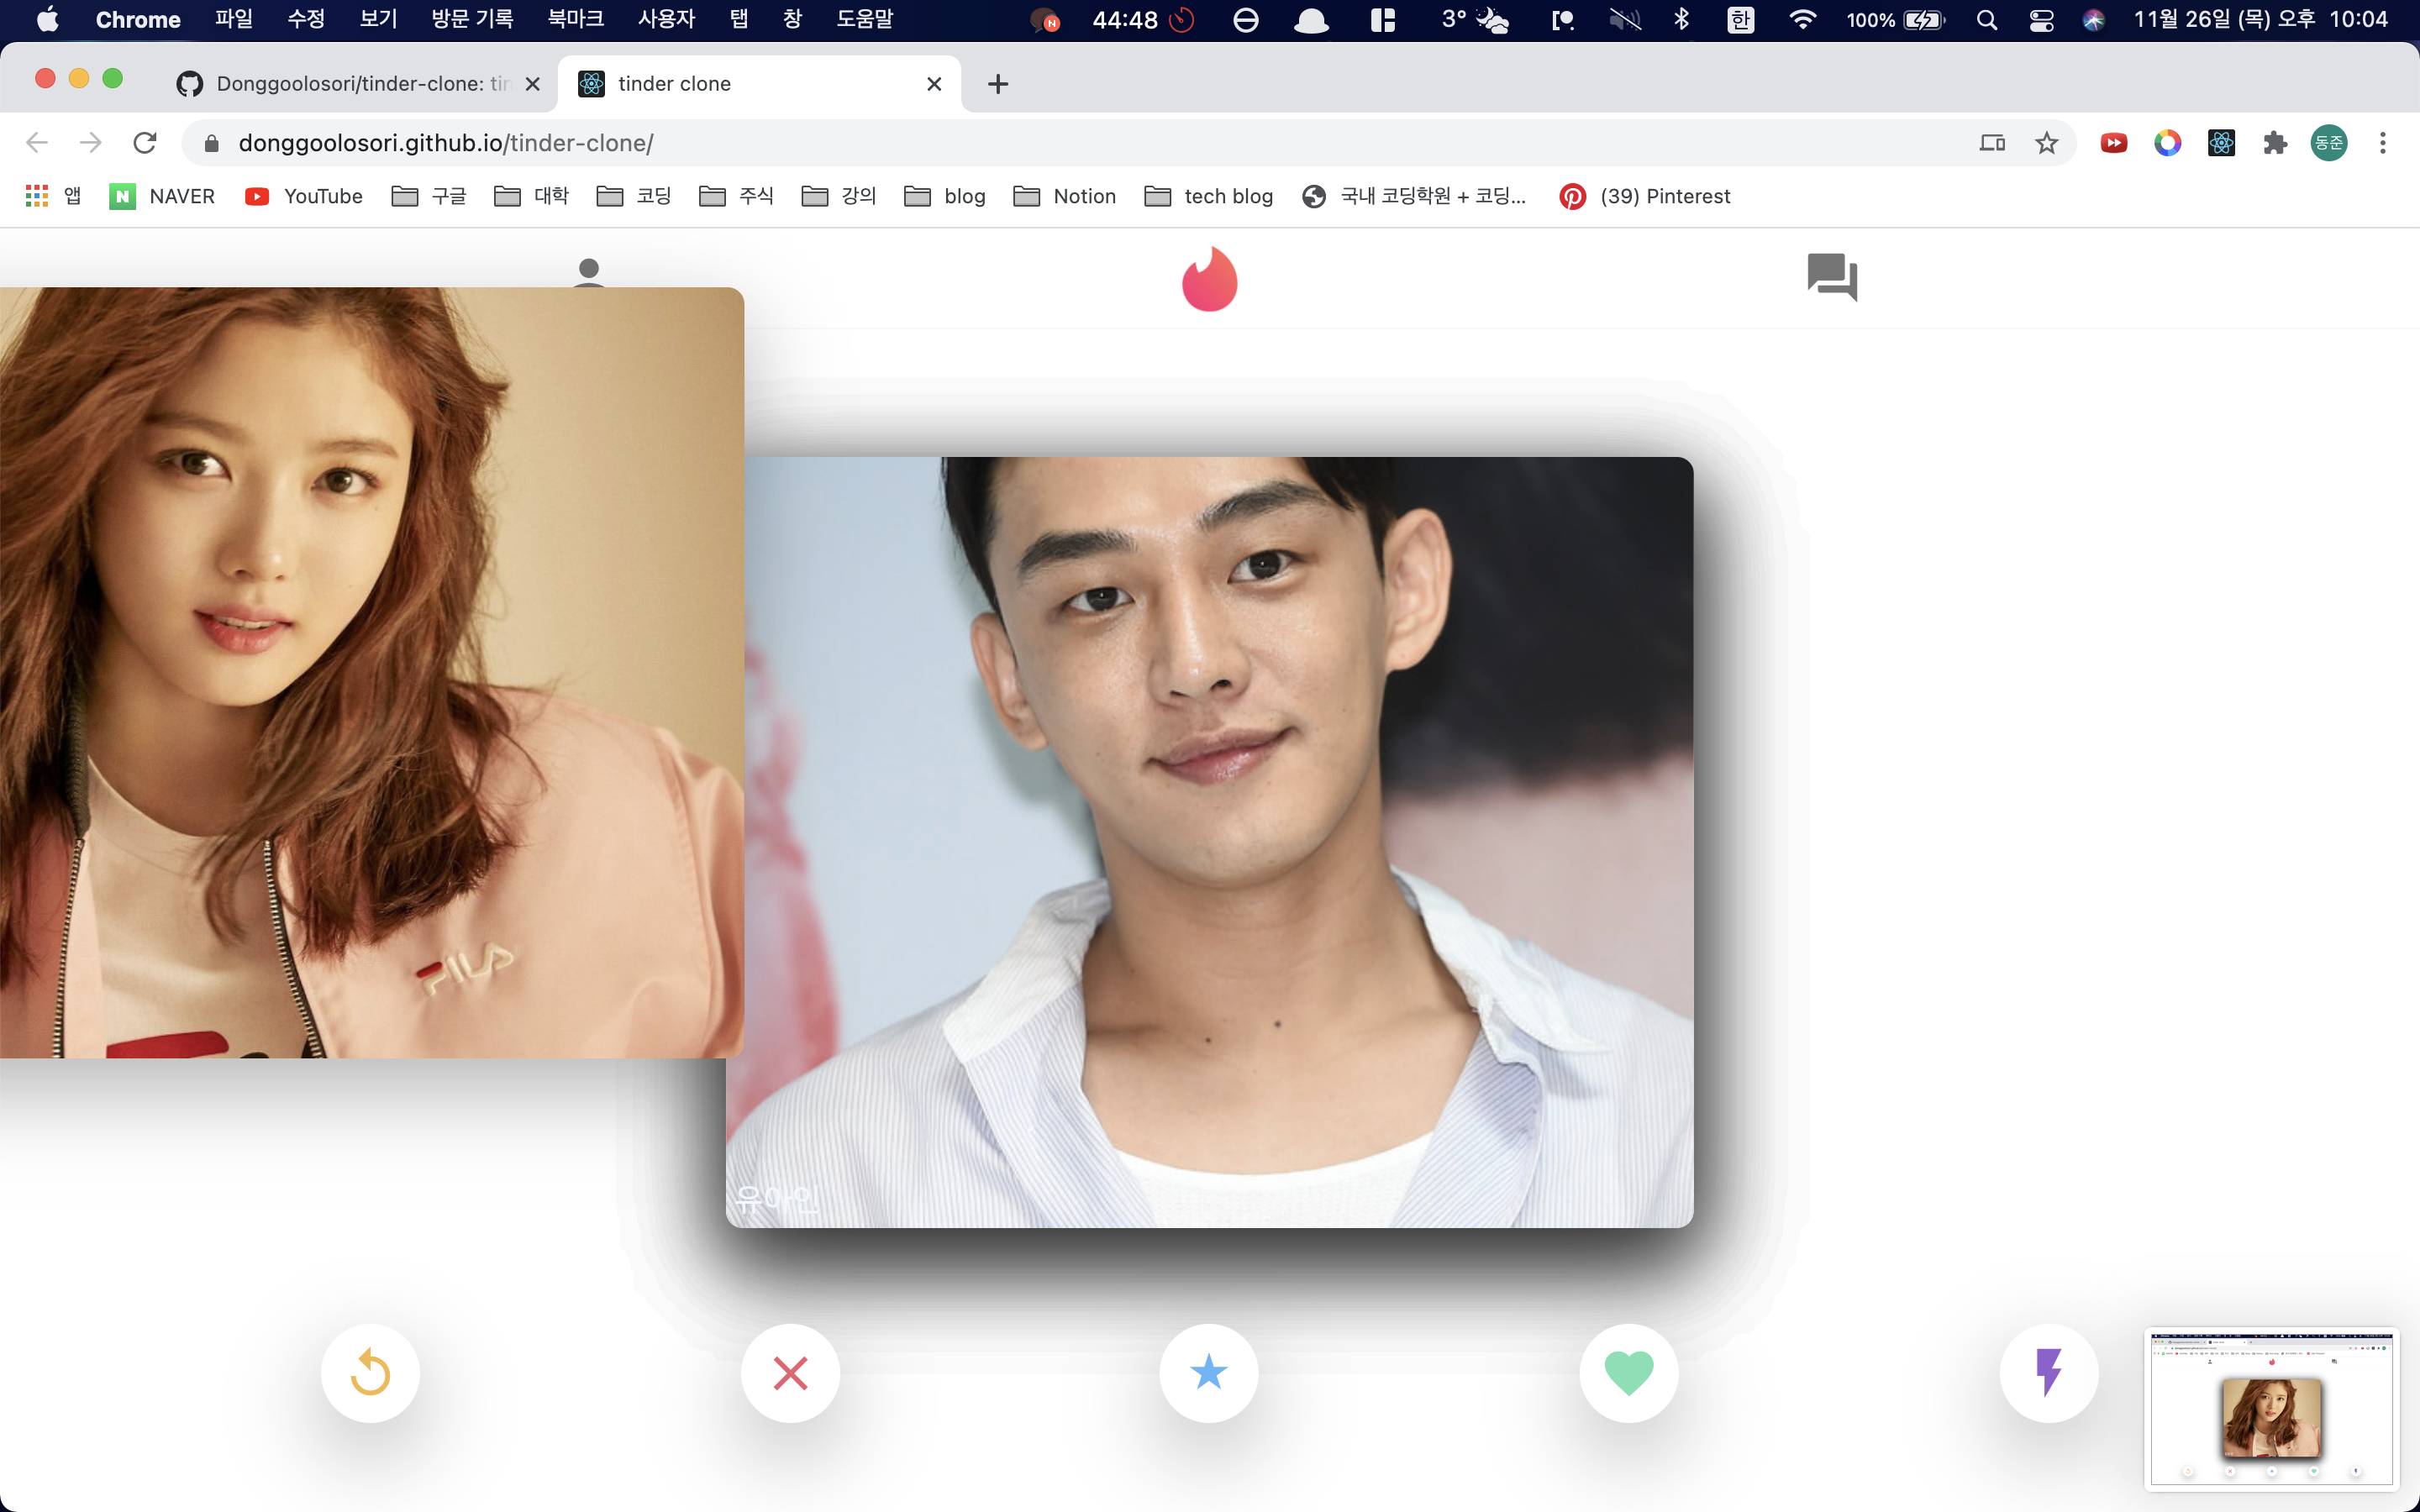 Chrome 파일 수정 보기 방문 기록 북마크 사용자 탭 창 도움말 N 44:48 3° 한 100% 11월 26일 (목) 오후 10:04
Donggoolosori/tinder-clone: tin tinder clone
donggoolosori.github.io/tinder-clone/ 동준
앱 N NAVER YouTube 구글 대학 코딩 주식 강의 blog Notion tech blog 국내 코딩학원 + 코딩... (39) Pinterest
FILA
유아인